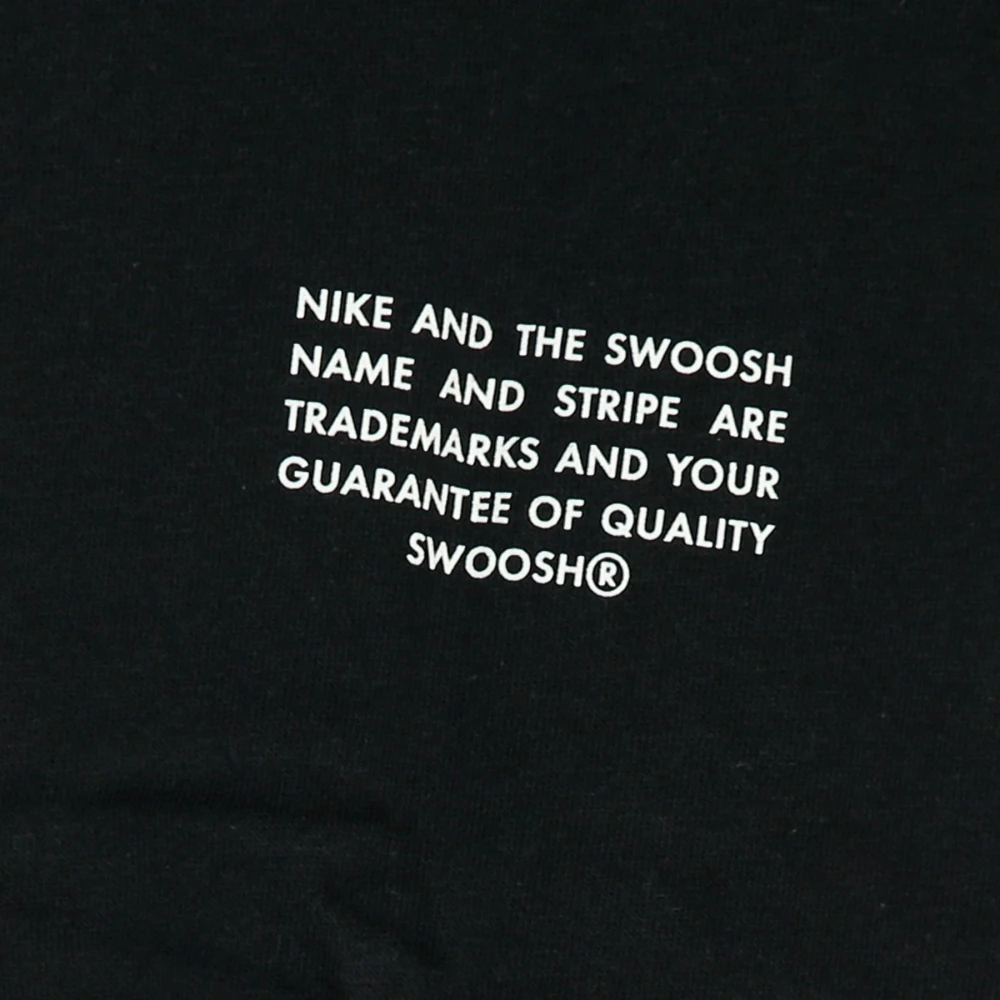 NIKE AND THE SWOOSH
NAME AND STRIPE ARE
TRADEMARKS AND YOUR
GUARANTEE OF QUALITY
SWOOSH®